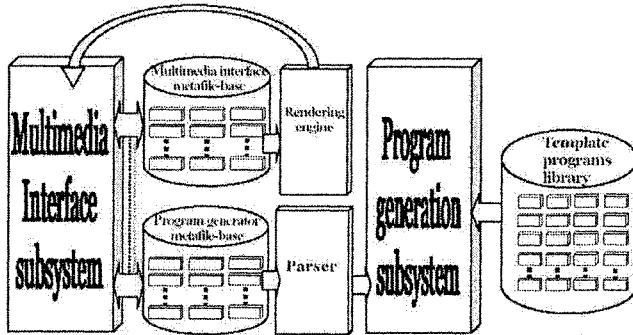 Multimedia
Interface
subsystem
Multimedia interface
metafik-base
Rendering
engine
Program generator
metafile-base
Parser
Program
generation
subsystem
Template
programs
library